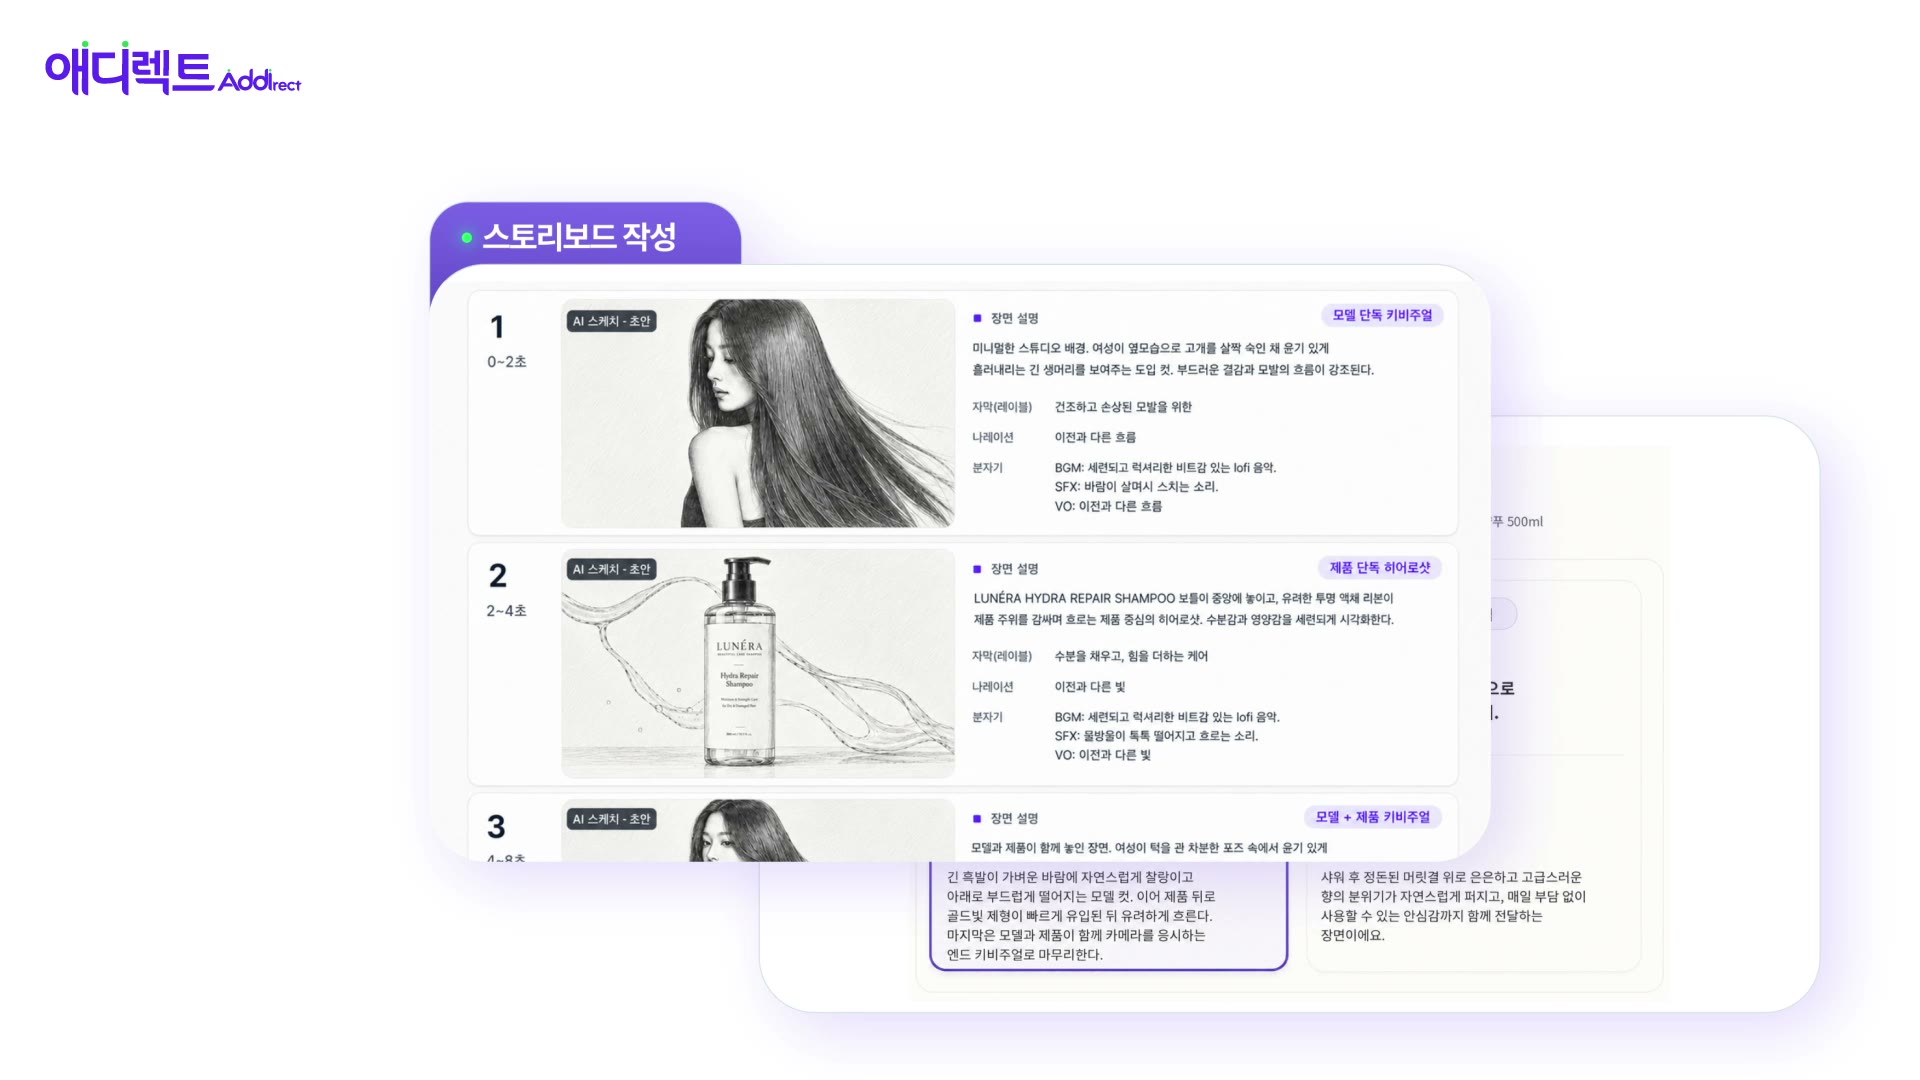 애디렉트 Addirect
스토리보드 작성
1
0~2초
AI 스케치 - 초안
장면 설명
모델 단독 키비주얼
미니멀한 스튜디오 배경. 여성이 옆모습으로 고개를 살짝 숙인 채 윤기 있게
흘러내리는 긴 생머리를 보여주는 도입 컷. 부드러운 결감과 모발의 흐름이 강조된다.
자막(레이블) 건조하고 손상된 모발을 위한
나레이션 이전과 다른 흐름
분자기 BGM: 세련되고 럭셔리한 비트감 있는 lofi 음악.
SFX: 바람이 살며시 스치는 소리.
VO: 이전과 다른 흐름
2
2~4초
AI 스케치 - 초안
LUNÉRA
Hydra Repair
Shampoo
장면 설명
제품 단독 히어로샷
LUNÉRA HYDRA REPAIR SHAMPOO 보틀이 중앙에 놓이고, 유려한 투명 액채 리본이
제품 주위를 감싸며 흐르는 제품 중심의 히어로샷. 수분감과 영양감을 세련되게 시각화한다.
자막(레이블) 수분을 채우고, 힘을 더하는 케어
나레이션 이전과 다른 빛
분자기 BGM: 세련되고 럭셔리한 비트감 있는 lofi 음악.
SFX: 물방울이 톡톡 떨어지고 흐르는 소리.
VO: 이전과 다른 빛
3
4~8초
AI 스케치 - 초안
장면 설명
모델 + 제품 키비주얼
모델과 제품이 함께 놓인 장면. 여성이 턱을 관 차분한 포즈 속에서 윤기 있게
푸 500ml
으로
긴 흑발이 가벼운 바람에 자연스럽게 찰랑이고
아래로 부드럽게 떨어지는 모델 컷. 이어 제품 뒤로
골드빛 제형이 빠르게 유입된 뒤 유려하게 흐른다.
마지막은 모델과 제품이 함께 카메라를 응시하는
엔드 키비주얼로 마무리한다.
샤워 후 정돈된 머릿결 위로 은은하고 고급스러운
향의 분위기가 자연스럽게 퍼지고, 매일 부담 없이
사용할 수 있는 안심감까지 함께 전달하는
장면이에요.